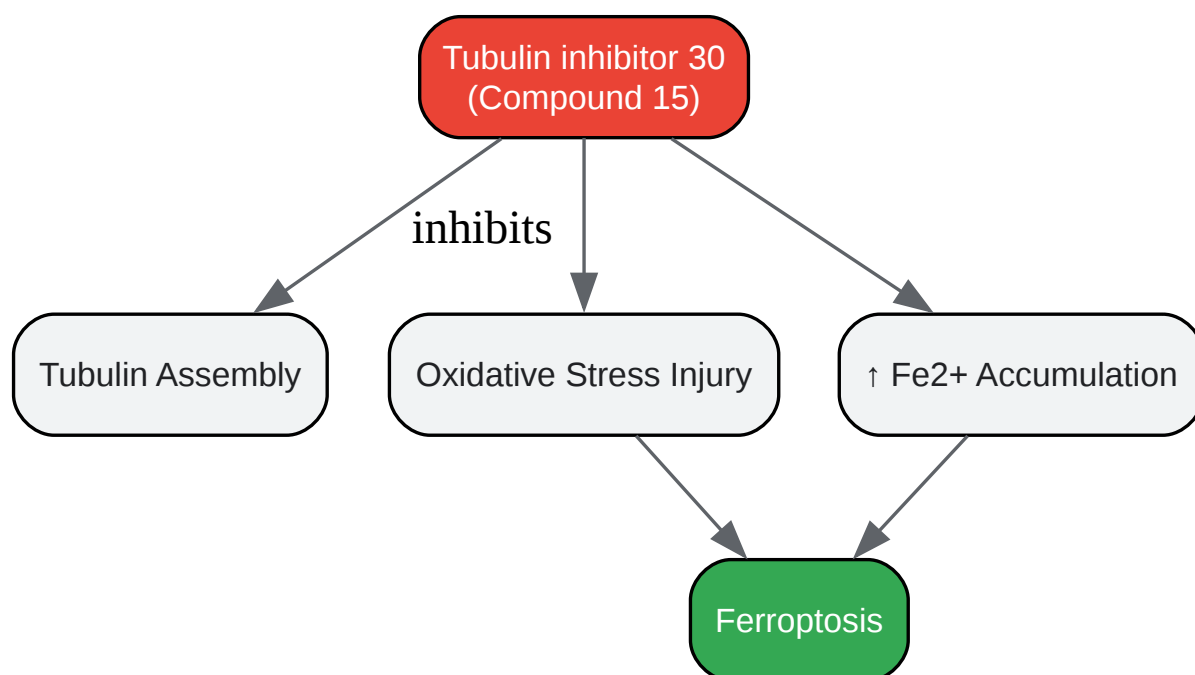 Tubulin inhibitor 30
(Compound 15)
inhibits
Tubulin Assembly
Oxidative Stress Injury
↑ Fe2+ Accumulation
Ferroptosis